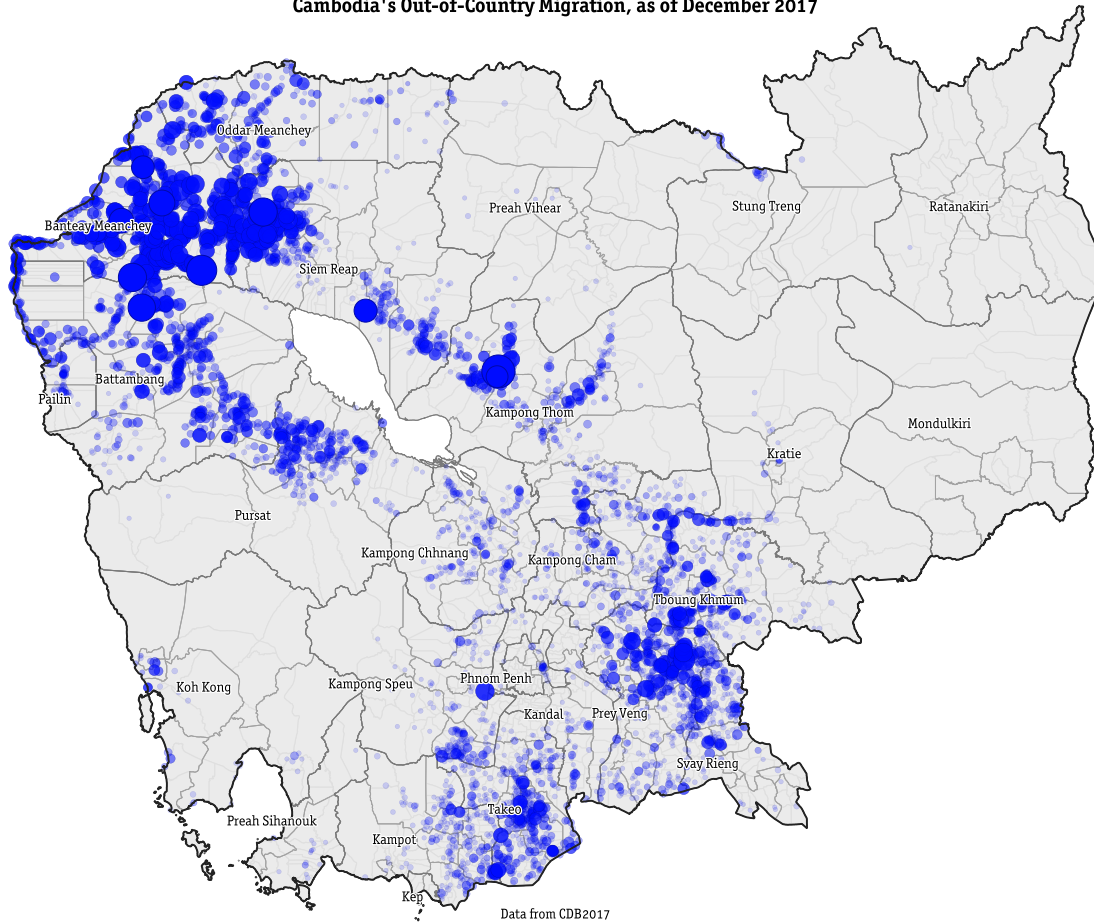 Cambodia's Out-of-Country Migration, as of December 2017
Oddar Meanchey
Preah Vihear
Stung Treng
Ratanakiri
Banteay Meanchey
Siem Reap
Battambang
Pailin
Kampong Thom
Mondulkiri
Kratie
Pursat
Kampong Chhnang
Kampong Cham
Tboung Khmum
Koh Kong
Kampong Speu
Phnom Penh
Kandal
Prey Veng
Svay Rieng
Takeo
Preah Sihanouk
Kampot
Kep
Data from CDB2017